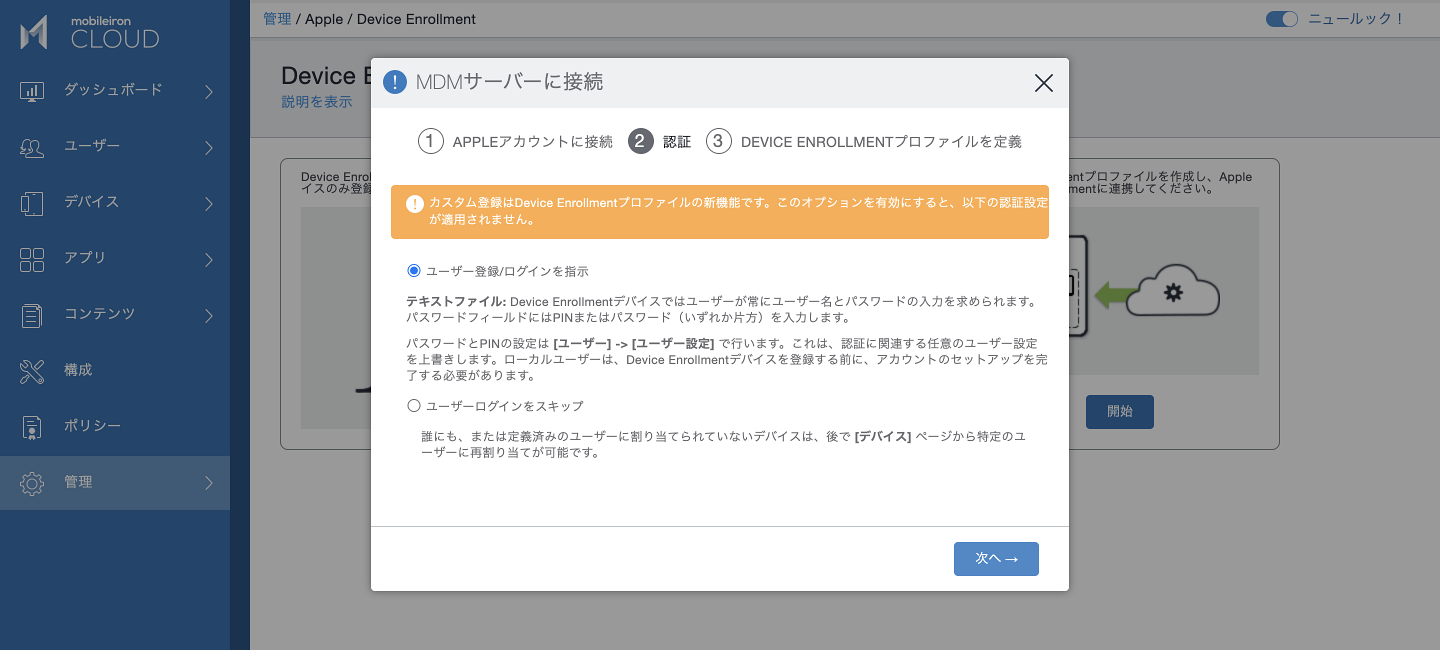 mobileiron
CLOUD
ダッシュボード
ユーザー
デバイス
アプリ
コンテンツ
構成
ポリシー
管理
管理 / Apple / Device Enrollment
ニュールック！
Device E
説明を表示
Device Enrol
イスのみ登録
MDMサーバーに接続
1 APPLEアカウントに接続 2 認証 3 DEVICE ENROLLMENTプロファイルを定義
カスタム登録はDevice Enrollmentプロファイルの新機能です。このオプションを有効にすると、以下の認証設定
が適用されません。
ユーザー登録/ログインを指示
テキストファイル: Device Enrollmentデバイスではユーザーが常にユーザー名とパスワードの入力を求められます。
パスワードフィールドにはPINまたはパスワード（いずれか片方）を入力します。
パスワードとPINの設定は [ユーザー] -> [ユーザー設定] で行います。これは、認証に関連する任意のユーザー設定
を上書きします。ローカルユーザーは、Device Enrollmentデバイスを登録する前に、アカウントのセットアップを完
了する必要があります。
ユーザーログインをスキップ
誰にも、または定義済みのユーザーに割り当てられていないデバイスは、後で [デバイス] ページから特定のユ
ーザーに再割り当てが可能です。
次へ→
ntプロファイルを作成し、Apple
mentに連携してください。
開始